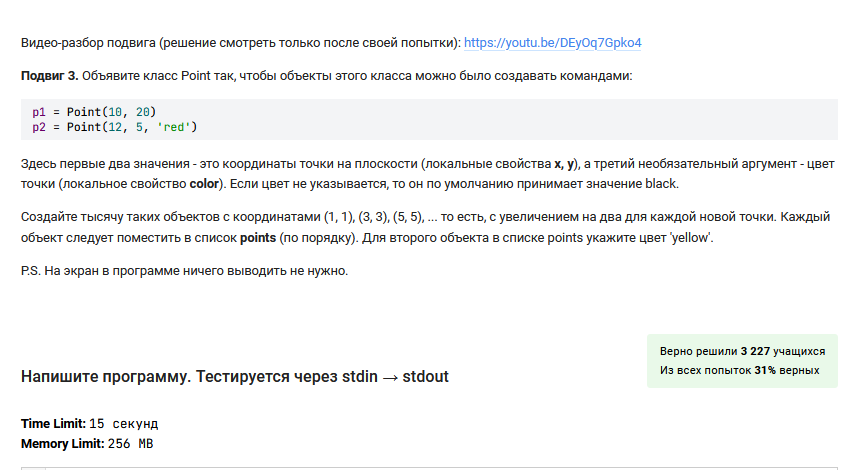 Видео-разбор подвига (решение смотреть только после своей попытки): https://youtu.be/DEyOq7Gpko4
Подвиг 3. Объявите класс Point так, чтобы объекты этого класса можно было создавать командами:
p1 = Point(10, 20)
p2 = Point(12, 5, 'red')
Здесь первые два значения - это координаты точки на плоскости (локальные свойства x, y), а третий необязательный аргумент - цвет
точки (локальное свойство color). Если цвет не указывается, то он по умолчанию принимает значение black.
Создайте тысячу таких объектов с координатами (1, 1), (3, 3), (5, 5), ... то есть, с увеличением на два для каждой новой точки. Каждый
объект следует поместить в список points (по порядку). Для второго объекта в списке points укажите цвет 'yellow'.
P.S. На экран в программе ничего выводить не нужно.
Верно решили 3 227 учащихся
Из всех попыток 31% верных
Напишите программу. Тестируется через stdin → stdout
Time Limit: 15 секунд
Memory Limit: 256 MB